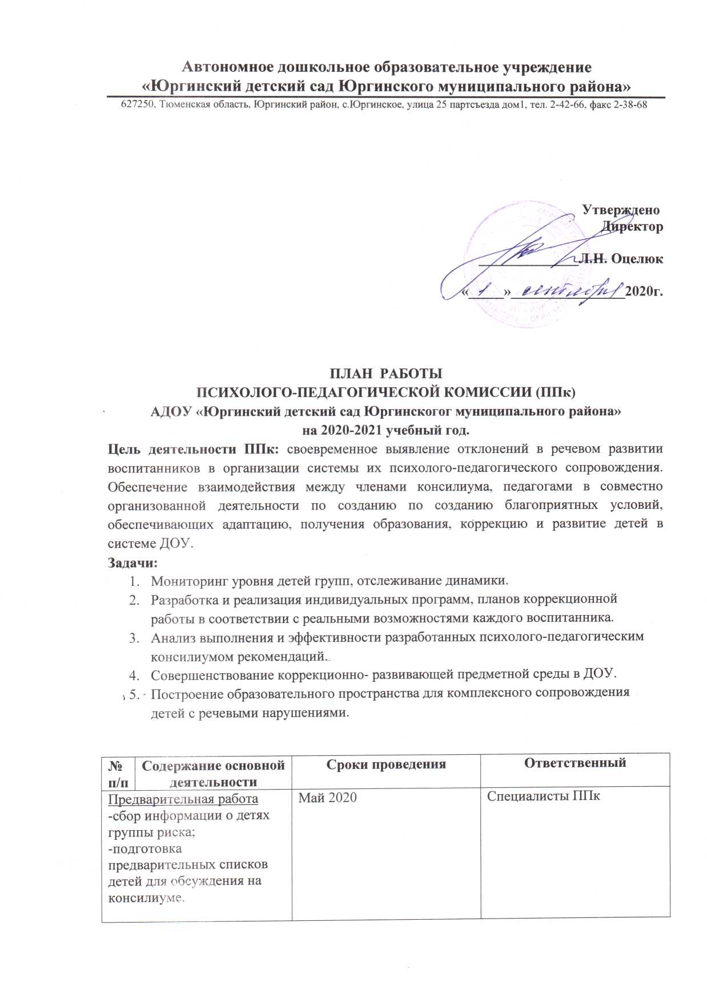 Автономное дошкольное образовательное учреждение
«Юргинский детский сад Юргинского муниципального района»
627250, Тюменская область, Юргинский район, с.Юргинское, улица 25 партсъезда дом1, тел. 2-42-66, факс 2-38-68
Утверждено
Директор
Л.Н. Оцелюк
« 1 » сентября 2020г.
ПЛАН РАБОТЫ
ПСИХОЛОГО-ПЕДАГОГИЧЕСКОЙ КОМИССИИ (ППк)
АДОУ «Юргинский детский сад Юргинскогог муниципального района»
на 2020-2021 учебный год.
Цель деятельности ППк: своевременное выявление отклонений в речевом развитии
воспитанников в организации системы их психолого-педагогического сопровождения.
Обеспечение взаимодействия между членами консилиума, педагогами в совместно
организованной деятельности по созданию по созданию благоприятных условий,
обеспечивающих адаптацию, получения образования, коррекцию и развитие детей в
системе ДОУ.
Задачи:
1. Мониторинг уровня детей групп, отслеживание динамики.
2. Разработка и реализация индивидуальных программ, планов коррекционной
работы в соответствии с реальными возможностями каждого воспитанника.
3. Анализ выполнения и эффективности разработанных психолого-педагогическим
консилиумом рекомендаций.
4. Совершенствование коррекционно- развивающей предметной среды в ДОУ.
5. Построение образовательного пространства для комплексного сопровождения
детей с речевыми нарушениями.
№ п/п Содержание основной деятельности Сроки проведения Ответственный
Предварительная работа Май 2020 Специалисты ППк
-сбор информации о детях
группы риска;
-подготовка
предварительных списков
детей для обсуждения на
консилиуме.